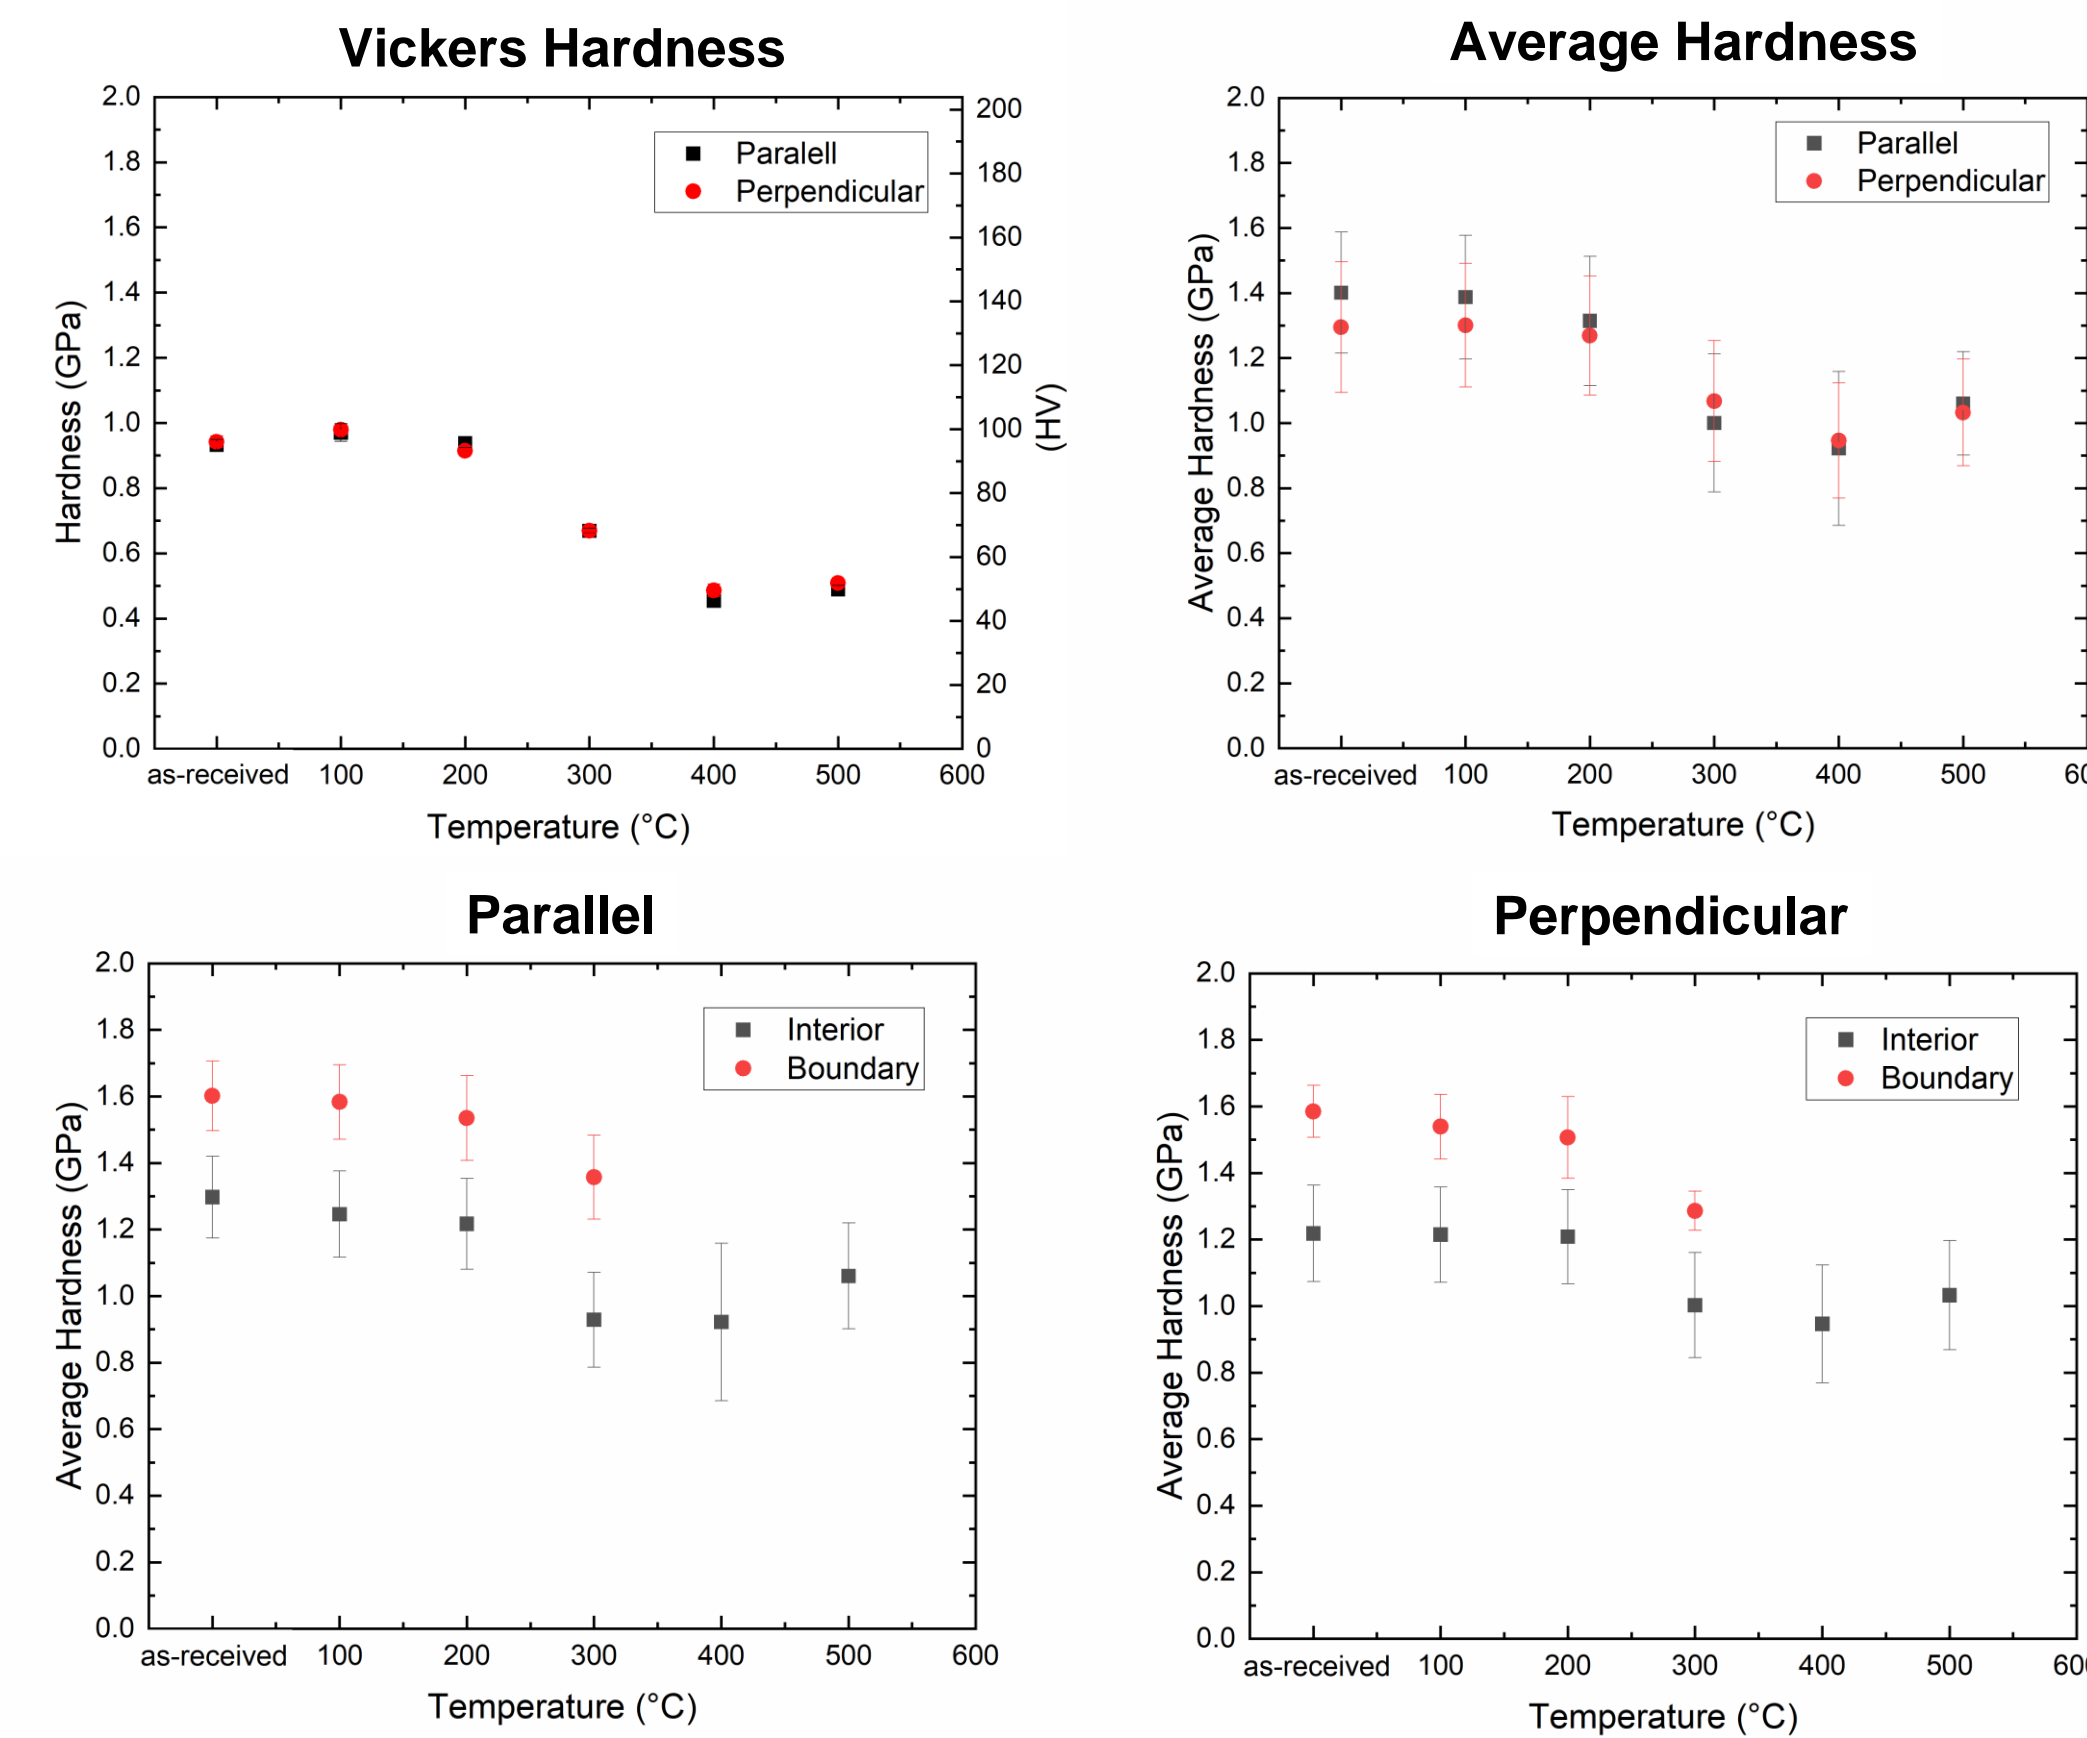 Vickers Hardness
2.0
1.8
1.6
1.4
1.2
1.0
0.8
0.6
0.4
0.2
0.0
Hardness (GPa)
Paralell
Perpendicular
200
180
160
140
120
100
80
60
40
20
0
(HV)
as-received 100 200 300 400 500 600
Temperature (°C)
Average Hardness
2.0
1.8
1.6
1.4
1.2
1.0
0.8
0.6
0.4
0.2
0.0
Average Hardness (GPa)
Parallel
Perpendicular
as-received 100 200 300 400 500
Temperature (°C)
Parallel
2.0
1.8
1.6
1.4
1.2
1.0
0.8
0.6
0.4
0.2
0.0
Average Hardness (GPa)
Interior
Boundary
as-received 100 200 300 400 500 600
Temperature (°C)
Perpendicular
2.0
1.8
1.6
1.4
1.2
1.0
0.8
0.6
0.4
0.2
0.0
Average Hardness (GPa)
Interior
Boundary
as-received 100 200 300 400 500
Temperature (°C)